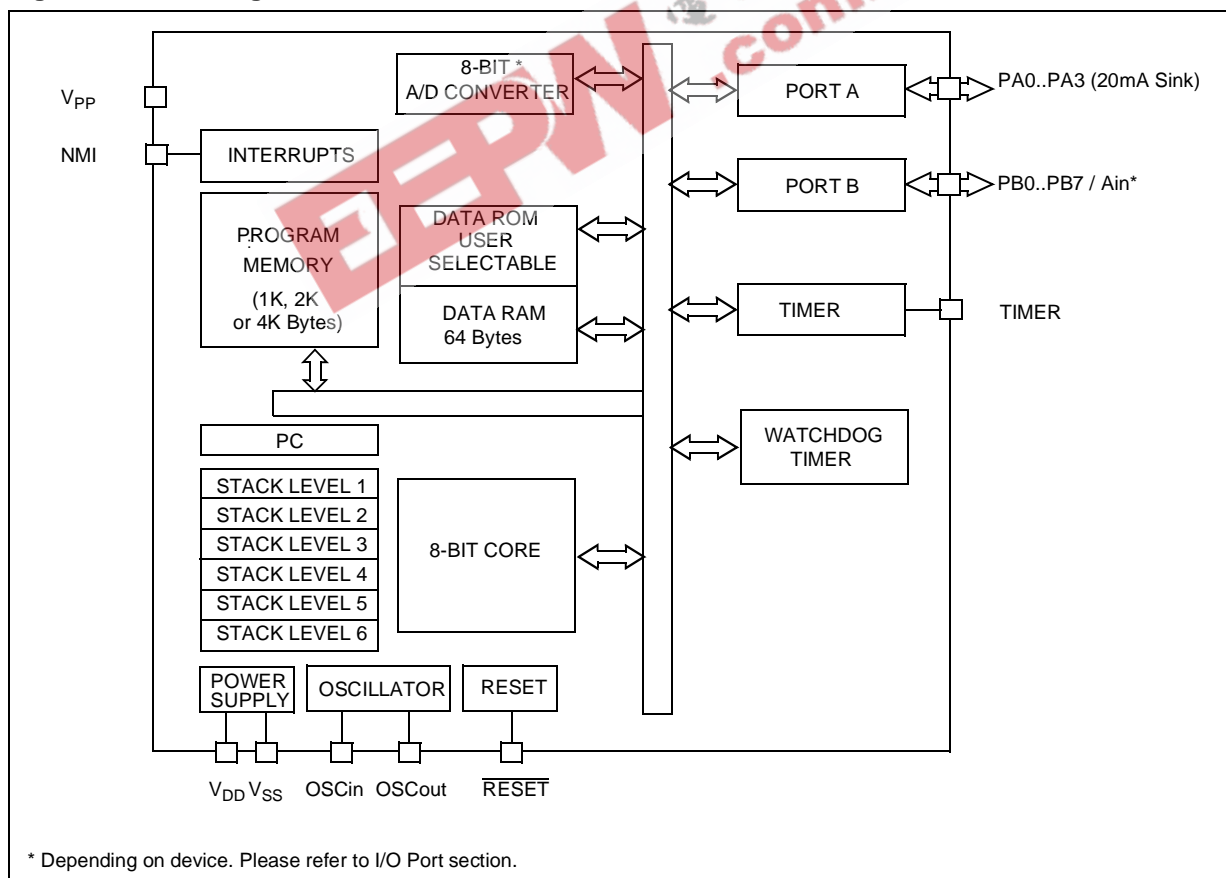 8-BIT *
A/D CONVERTER
PORT A
PA0..PA3 (20mA Sink)
VPP
NMI
INTERRUPTS
PORT B
PB0..PB7 / Ain*
PROGRAM
MEMORY
(1K, 2K
or 4K Bytes)
DATA ROM
USER
SELECTABLE
DATA RAM
64 Bytes
TIMER
TIMER
PC
WATCHDOG
TIMER
STACK LEVEL 1
STACK LEVEL 2
STACK LEVEL 3
STACK LEVEL 4
STACK LEVEL 5
STACK LEVEL 6
8-BIT CORE
POWER
SUPPLY
OSCILLATOR
RESET
VDD VSS
OSCin OSCout
RESET
* Depending on device. Please refer to I/O Port section.
EEPW
.com